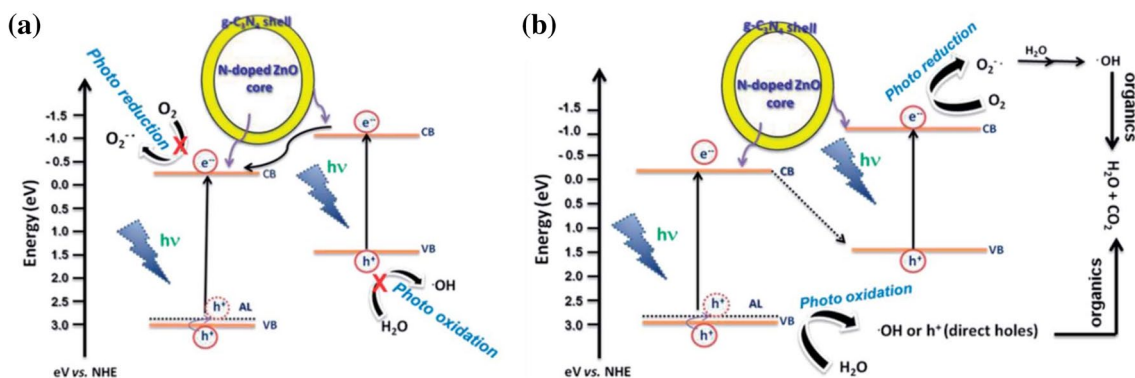 (a)
g-C₃N₄ shell
N-doped ZnO
core
Photo reduction
O₂
O₂⁻·
X
e⁻
CB
e⁻
CB
hν
hν
Energy (eV)
-1.5
-1.0
-0.5
0.0
0.5
1.0
1.5
2.0
2.5
3.0
VB
h⁺
X
·OH
H₂O
Photo oxidation
h⁺
AL
VB
h⁺
eV vs. NHE
(b)
g-C₃N₄ shell
N-doped ZnO
core
Photo reduction
O₂⁻·
H₂O
·OH
O₂
organics
H₂O + CO₂
organics
e⁻
CB
e⁻
CB
hν
hν
Energy (eV)
-1.5
-1.0
-0.5
0.0
0.5
1.0
1.5
2.0
2.5
3.0
VB
h⁺
Photo oxidation
h⁺
AL
VB
h⁺
·OH or h⁺ (direct holes)
H₂O
eV vs. NHE